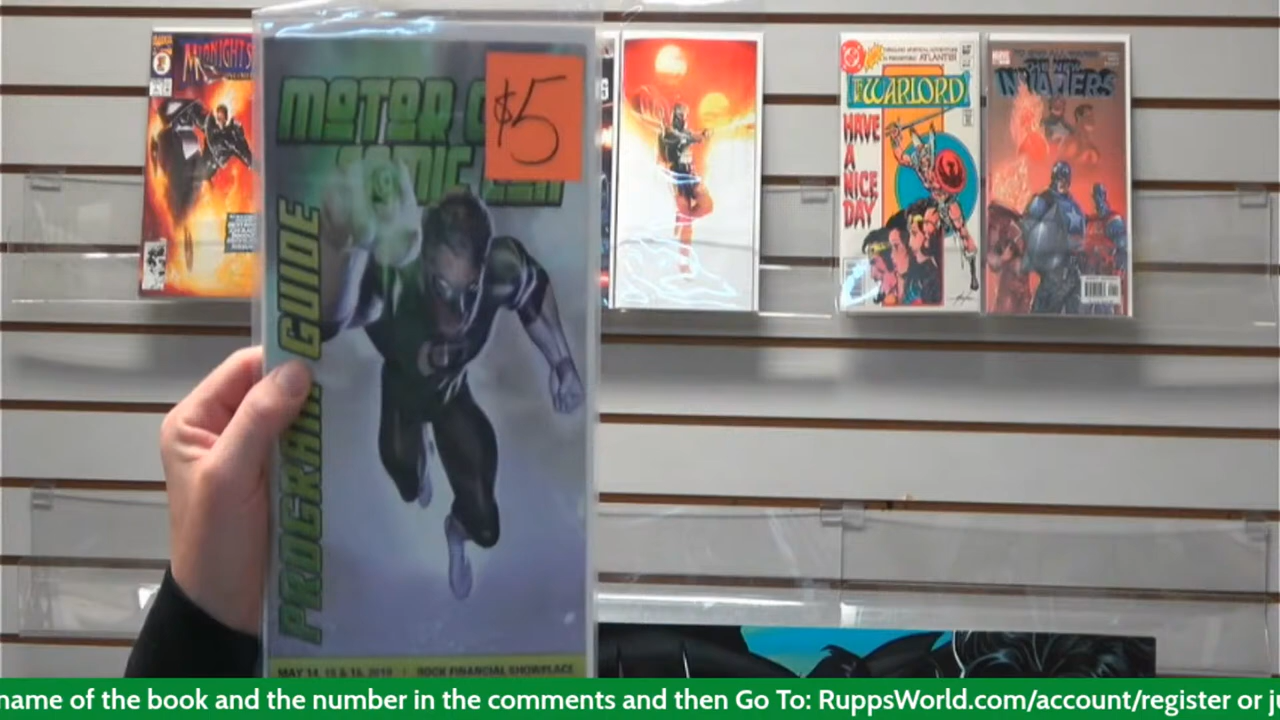 MIDNIGHT S
MOTOR C
$5
COMIC CON
PROGRAM GUIDE
MAY 14, 15 & 16, 2010 | ROCK FINANCIAL SHOWPLACE
DC
ATLANTIS
THE WARLORD!
HAVE
A
NICE
DAY
MARVEL
INVADERS
name of the book and the number in the comments and then Go To: RuppsWorld.com/account/register or ju